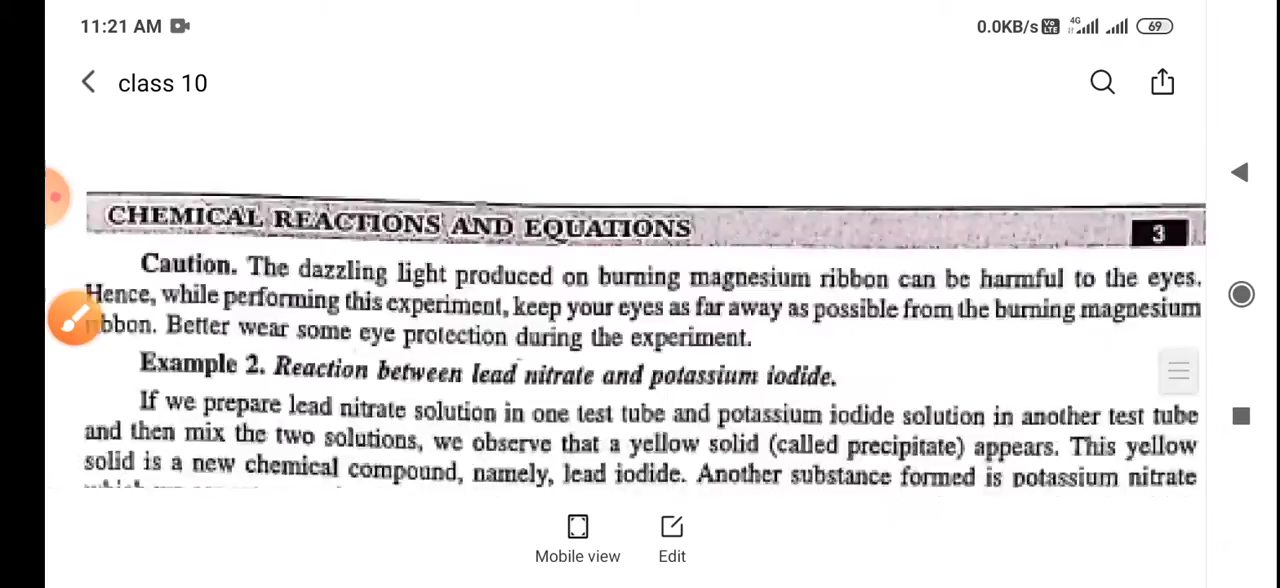 11:21 AM
0.0KB/s Vo LTE 4G 69
class 10
CHEMICAL REACTIONS AND EQUATIONS 3
Caution. The dazzling light produced on burning magnesium ribbon can be harmful to the eyes.
Hence, while performing this experiment, keep your eyes as far away as possible from the burning magnesium
bbon. Better wear some eye protection during the experiment.
Example 2. Reaction between lead nitrate and potassium iodide.
If we prepare lead nitrate solution in one test tube and potassium iodide solution in another test tube
and then mix the two solutions, we observe that a yellow solid (called precipitate) appears. This yellow
solid is a new chemical compound, namely, lead iodide. Another substance formed is potassium nitrate
Mobile view Edit